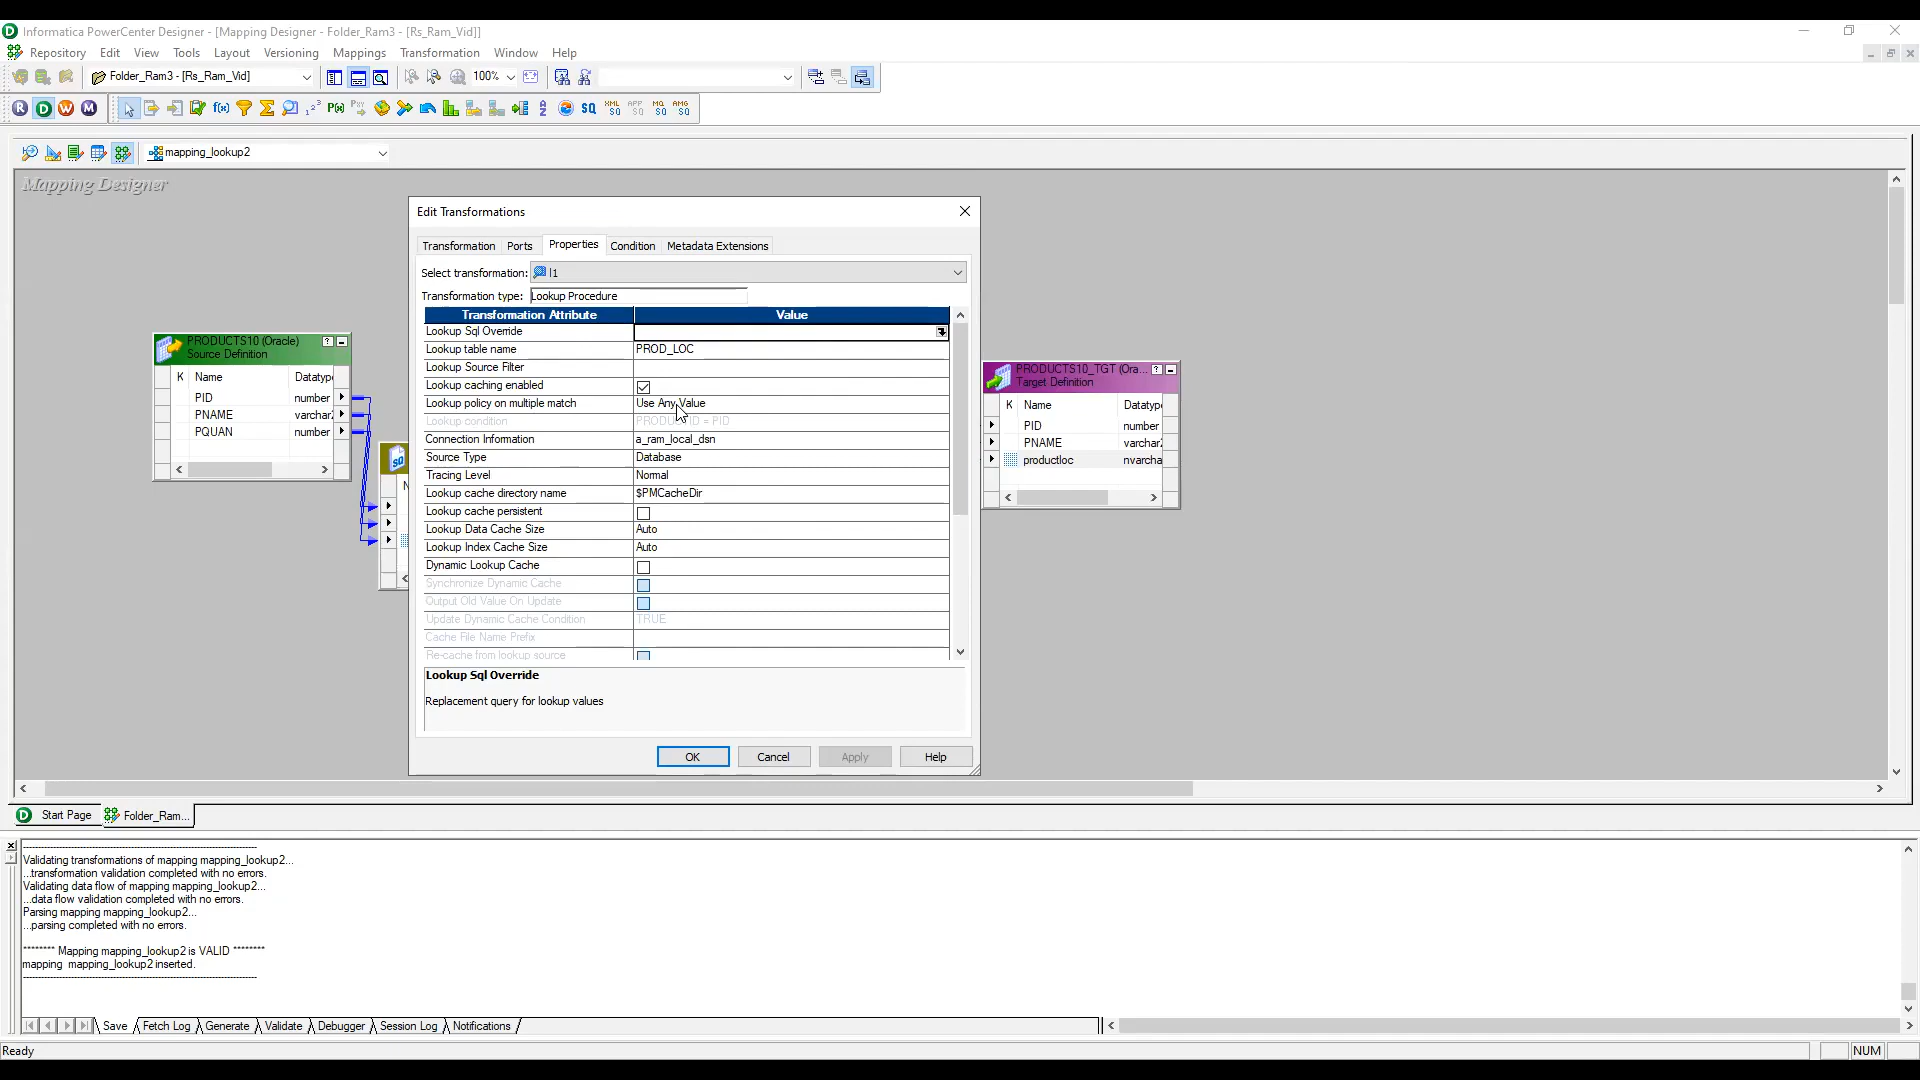 Informatica PowerCenter Designer - [Mapping Designer - Folder_Ram3 - [Rs_Ram_Vid]]
Repository Edit View Tools Layout Versioning Mappings Transformation Window Help
Folder_Ram3 - [Rs_Ram_Vid]
100%
mapping_lookup2
Mapping Designer
PRODUCTS10 (Oracle)
Source Definition
K Name Datatyp
PID number
PNAME varchar2
PQUAN number
Edit Transformations
Transformation Ports Properties Condition Metadata Extensions
Select transformation: l1
Transformation type: Lookup Procedure
Transformation Attribute Value
Lookup Sql Override
Lookup table name PROD_LOC
Lookup Source Filter
Lookup caching enabled
Lookup policy on multiple match Use Any Value
Lookup condition PRODUCTID = PID
Connection Information a_ram_local_dsn
Source Type Database
Tracing Level Normal
Lookup cache directory name $PMCacheDir
Lookup cache persistent
Lookup Data Cache Size Auto
Lookup Index Cache Size Auto
Dynamic Lookup Cache
Synchronize Dynamic Cache
Output Old Value On Update
Update Dynamic Cache Condition TRUE
Cache File Name Prefix
Re-cache from lookup source
Lookup Sql Override
Replacement query for lookup values
OK Cancel Apply Help
PRODUCTS10_TGT (Ora...
Target Definition
K Name Datatyp
PID number
PNAME varchar2
productloc nvarcha
Start Page Folder_Ram...
Validating transformations of mapping mapping_lookup2...
...transformation validation completed with no errors.
Validating data flow of mapping mapping_lookup2...
...data flow validation completed with no errors.
Parsing mapping mapping_lookup2...
...parsing completed with no errors.
******** Mapping mapping_lookup2 is VALID ********
mapping mapping_lookup2 inserted.
Save Fetch Log Generate Validate Debugger Session Log Notifications
Ready
NUM